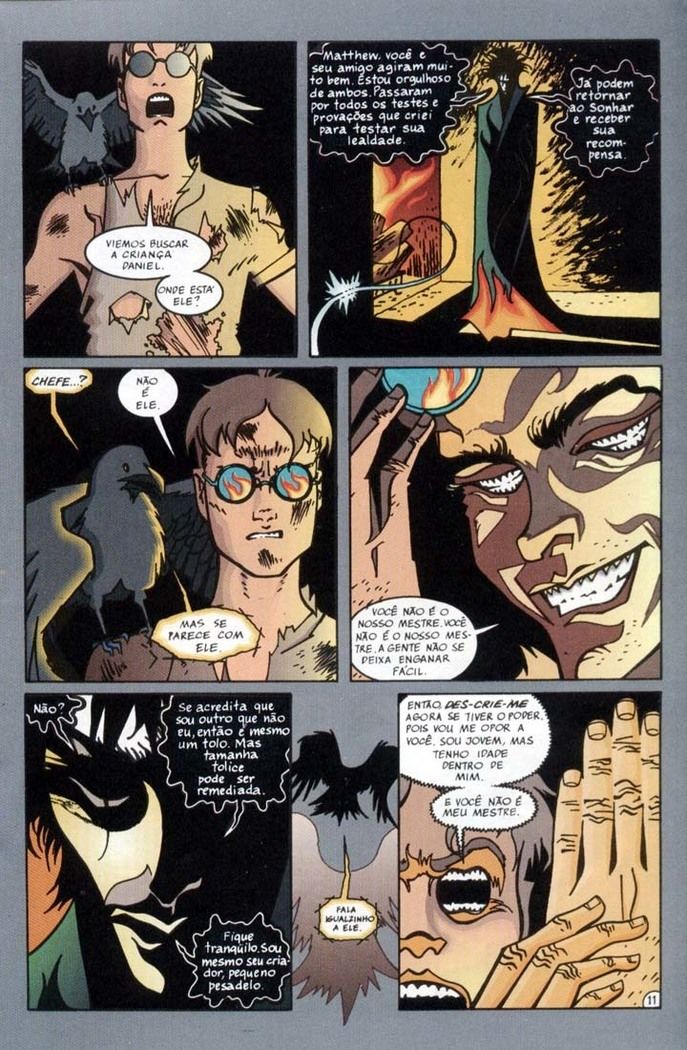 VIEMOS BUSCAR
A CRIANÇA
DANIEL.
ONDE ESTÁ
ELE?
Matthew, você e
seu amigo agiram mui-
to bem. Estou orgulhoso
de ambos. Passaram
por todos os testes e
provações que criei
para testar sua
lealdade.
Já podem
retornar
ao Sonhar
e receber
sua
recom-
pensa.
CHEFE...?
NÃO
É
ELE.
MAS SE
PARECE COM
ELE.
VOCÊ NÃO É O
NOSSO MESTRE. VOCÊ
NÃO É O NOSSO MES-
TRE. A GENTE NÃO SE
DEIXA ENGANAR
FÁCIL.
Não?
Se acredita que
sou outro que não
eu, então é mesmo
um tolo. Mas
tamanha
tolice
pode ser
remediada.
Fique
tranqüilo. Sou
mesmo seu cria-
dor, pequeno
pesadelo.
FALA
IGUALZINHO
A ELE.
ENTÃO, DES-CRIE-ME
AGORA SE TIVER O PODER,
POIS VOU ME OPOR A
VOCÊ. SOU JOVEM, MAS
TENHO IDADE
DENTRO DE
MIM.
E VOCÊ NÃO É
MEU MESTRE.
11